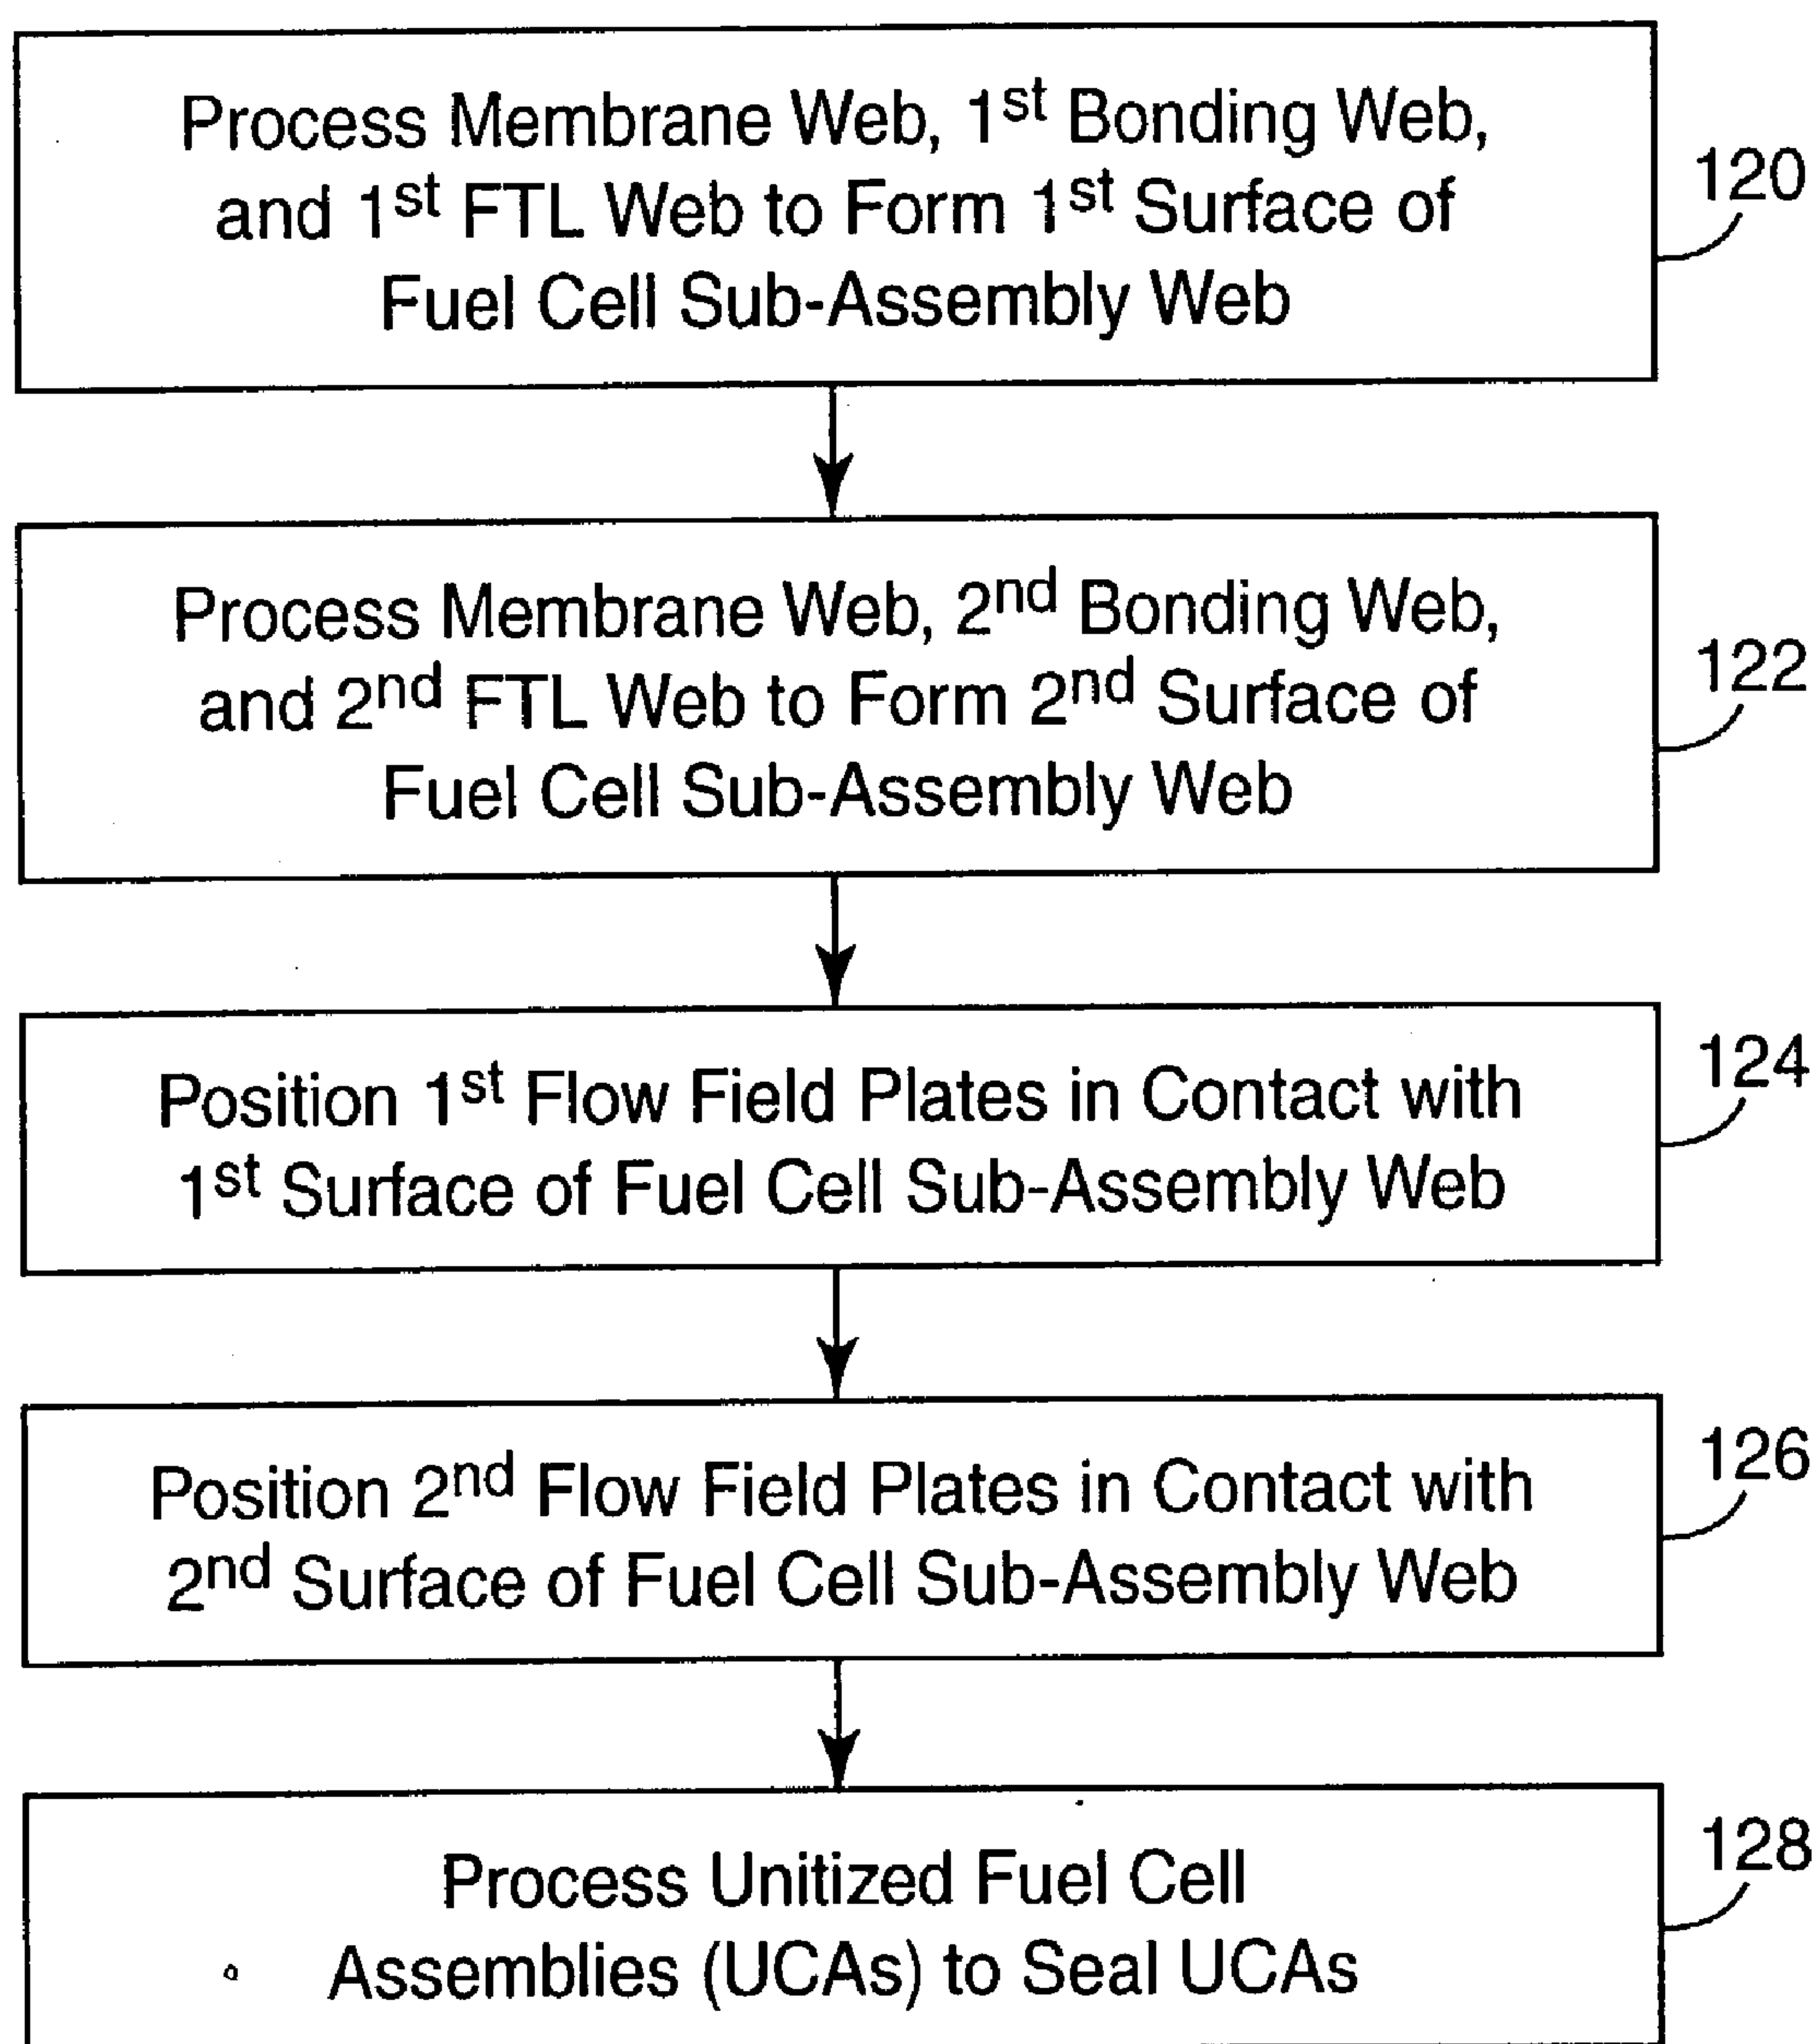 Process Membrane Web, 1st Bonding Web,
and 1st FTL Web to Form 1st Surface of
Fuel Cell Sub-Assembly Web
120
Process Membrane Web, 2nd Bonding Web,
and 2nd FTL Web to Form 2nd Surface of
Fuel Cell Sub-Assembly Web
122
Position 1st Flow Field Plates in Contact with
1st Surface of Fuel Cell Sub-Assembly Web
124
Position 2nd Flow Field Plates in Contact with
2nd Surface of Fuel Cell Sub-Assembly Web
126
Process Unitized Fuel Cell
Assemblies (UCAs) to Seal UCAs
128